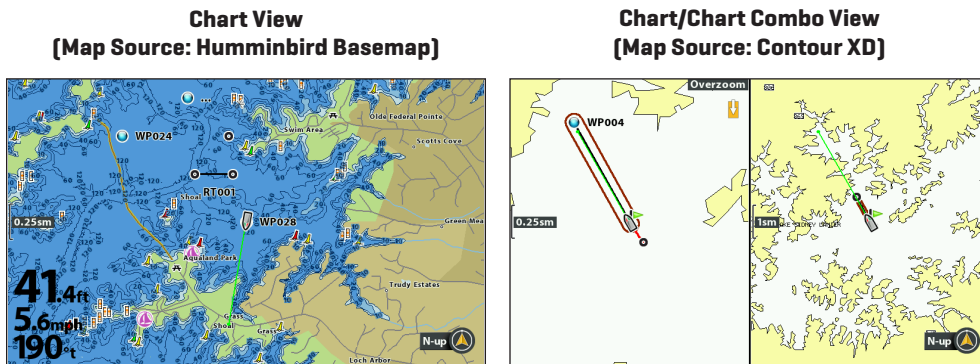 Chart View
(Map Source: Humminbird Basemap)
Chart/Chart Combo View
(Map Source: Contour XD)
...
Olde Federal Pointe
WP024
Swim Area
Scotts Cove
RT001
Shoal
WP028
0.25sm
Green Mea
Aqualand Park
Trudy Estates
41.4ft
5.6mph
190°t
Grass
Shoal
Grass
Loch Arbor
N-up
Overzoom
WP004
0.25sm
1sm
N-up